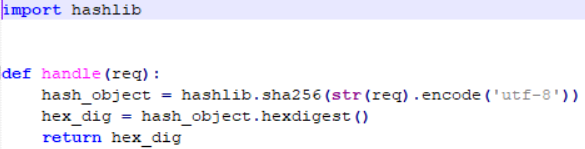 import hashlib
def handle(req):
    hash_object = hashlib.sha256(str(req).encode('utf-8'))
    hex_dig = hash_object.hexdigest()
    return hex_dig